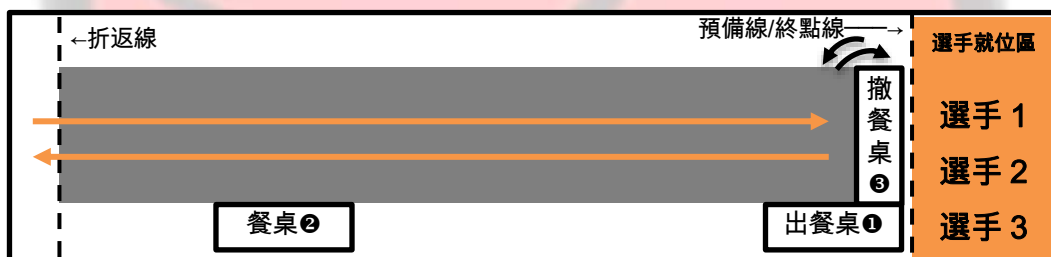 ←折返線
預備線/終點線──→
選手就位區
撤餐桌❸
選手 1
選手 2
選手 3
餐桌❷
出餐桌❶